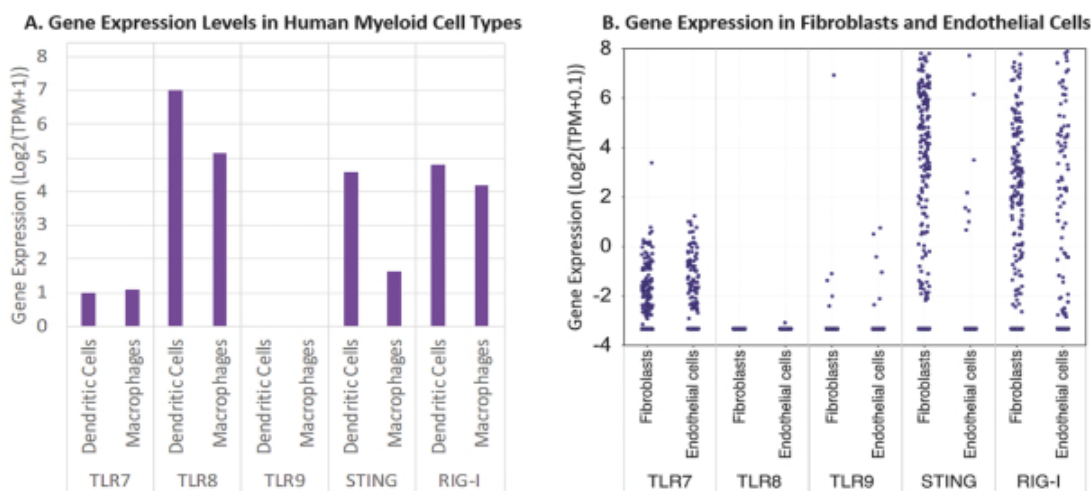 A. Gene Expression Levels in Human Myeloid Cell Types
Gene Expression (Log2(TPM+1))
8
7
6
5
4
3
2
1
0
Dendritic Cells
Macrophages
Dendritic Cells
Macrophages
Dendritic Cells
Macrophages
Dendritic Cells
Macrophages
Dendritic Cells
Macrophages
TLR7 TLR8 TLR9 STING RIG-I
B. Gene Expression in Fibroblasts and Endothelial Cells
Gene Expression (Log2(TPM+0.1))
8
6
4
2
0
-2
-4
Fibroblasts
Endothelial cells
Fibroblasts
Endothelial cells
Fibroblasts
Endothelial cells
Fibroblasts
Endothelial cells
Fibroblasts
Endothelial cells
TLR7 TLR8 TLR9 STING RIG-I